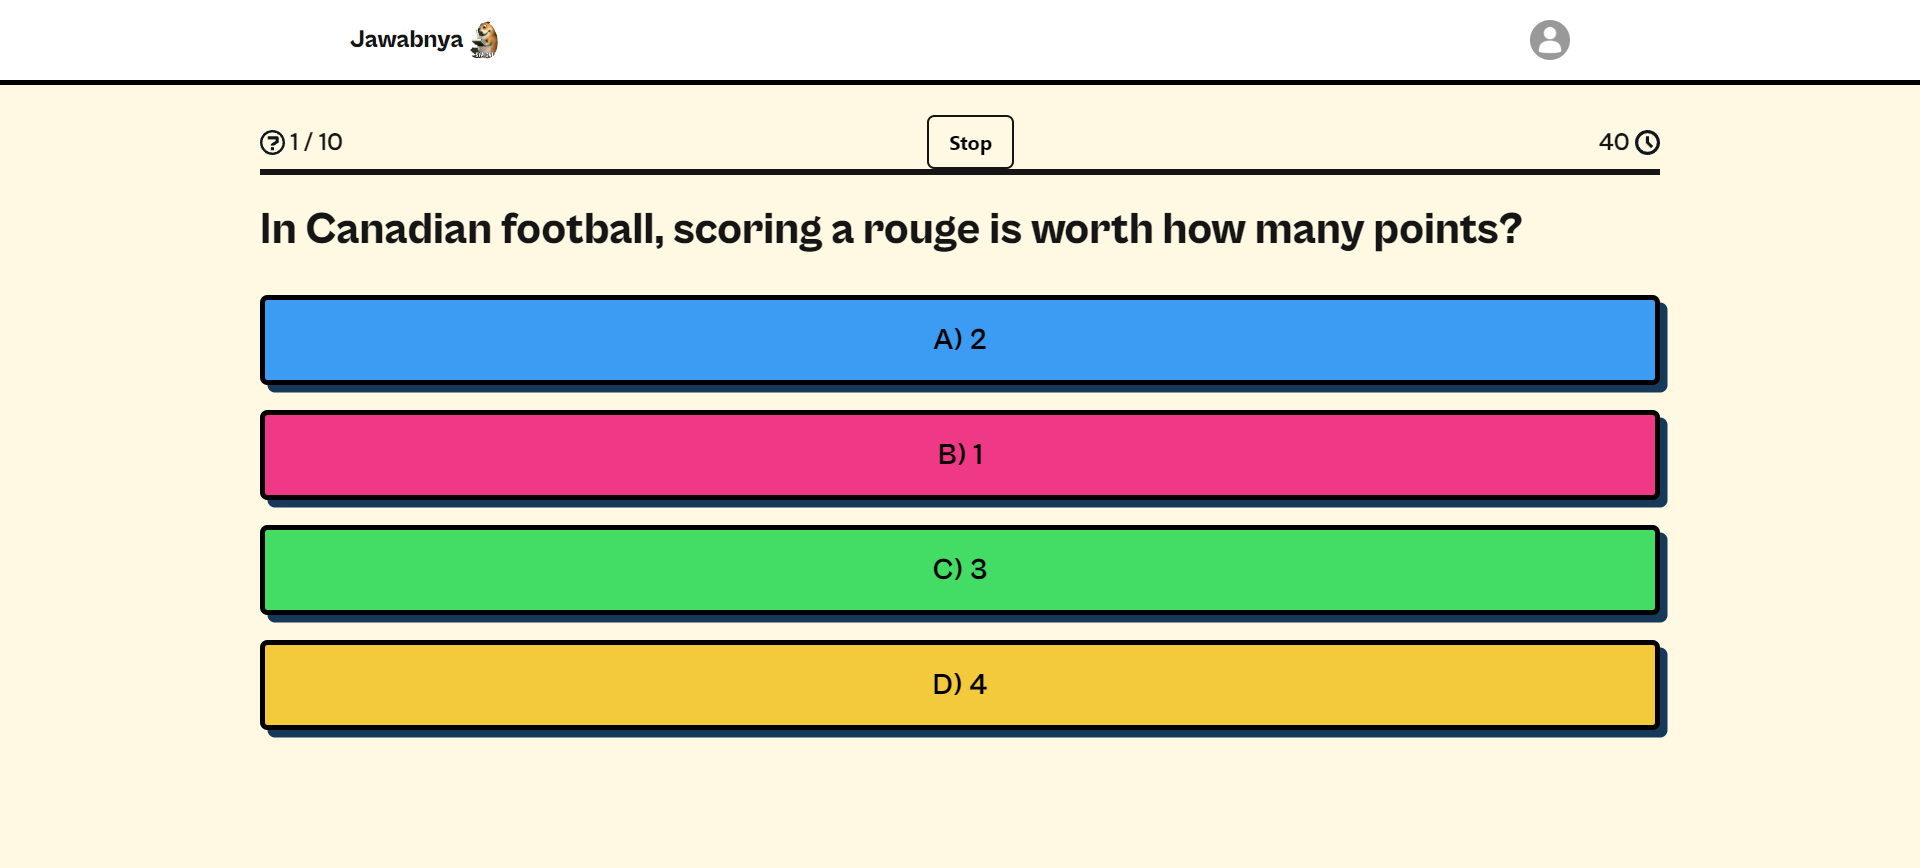 Jawabnya
1 / 10
Stop
40
In Canadian football, scoring a rouge is worth how many points?
A) 2
B) 1
C) 3
D) 4